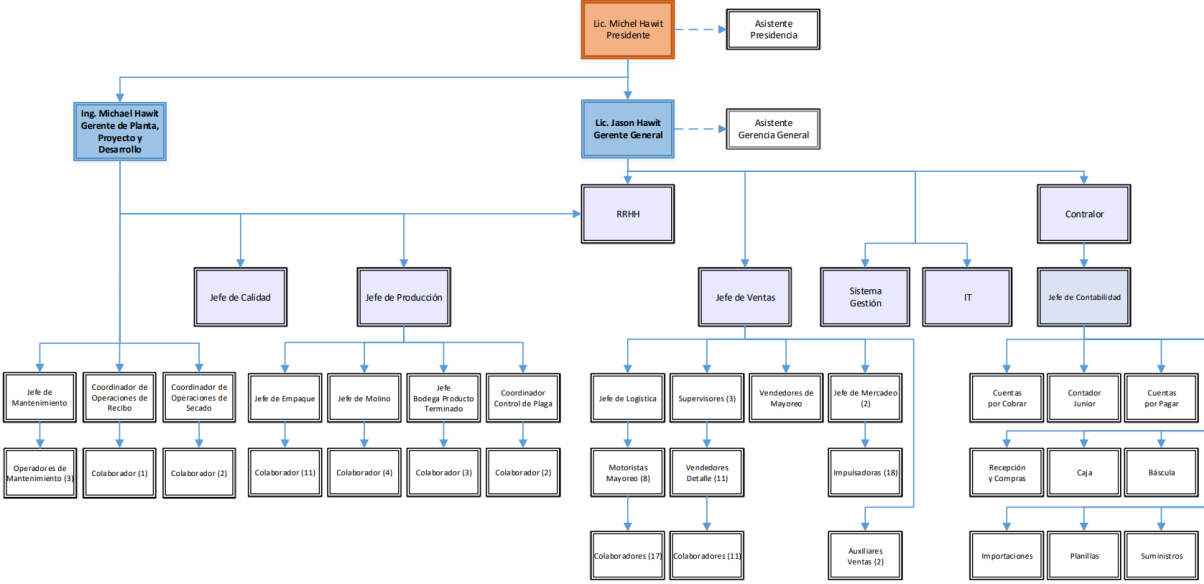 Lic. Michel Hawit
Presidente
Asistente
Presidencia
Ing. Michael Hawit
Gerente de Planta,
Proyecto y
Desarrollo
Lic. Jason Hawit
Gerente General
Asistente
Gerencia General
RRHH
Contralor
Jefe de Calidad
Jefe de Producción
Jefe de Ventas
Sistema
Gestión
IT
Jefe de Contabilidad
Jefe de
Mantenimiento
Coordinador de
Operaciones de
Recibo
Coordinador de
Operaciones de
Secado
Jefe de Empaque
Jefe de Molino
Jefe
Bodega Producto
Terminado
Coordinador
Control de Plaga
Jefe de Logística
Supervisores (3)
Vendedores de
Mayoreo
Jefe de Mercadeo
(2)
Cuentas
por Cobrar
Contador
Junior
Cuentas
por Pagar
Operadores de
Mantenimiento (3)
Colaborador (1)
Colaborador (2)
Colaborador (11)
Colaborador (4)
Colaborador (3)
Colaborador (2)
Motoristas
Mayoreo (8)
Vendedores
Detalle (11)
Impulsadoras (18)
Recepción
y Compras
Caja
Báscula
Colaboradores (17)
Colaboradores (11)
Auxiliares
Ventas (2)
Importaciones
Planillas
Suministros